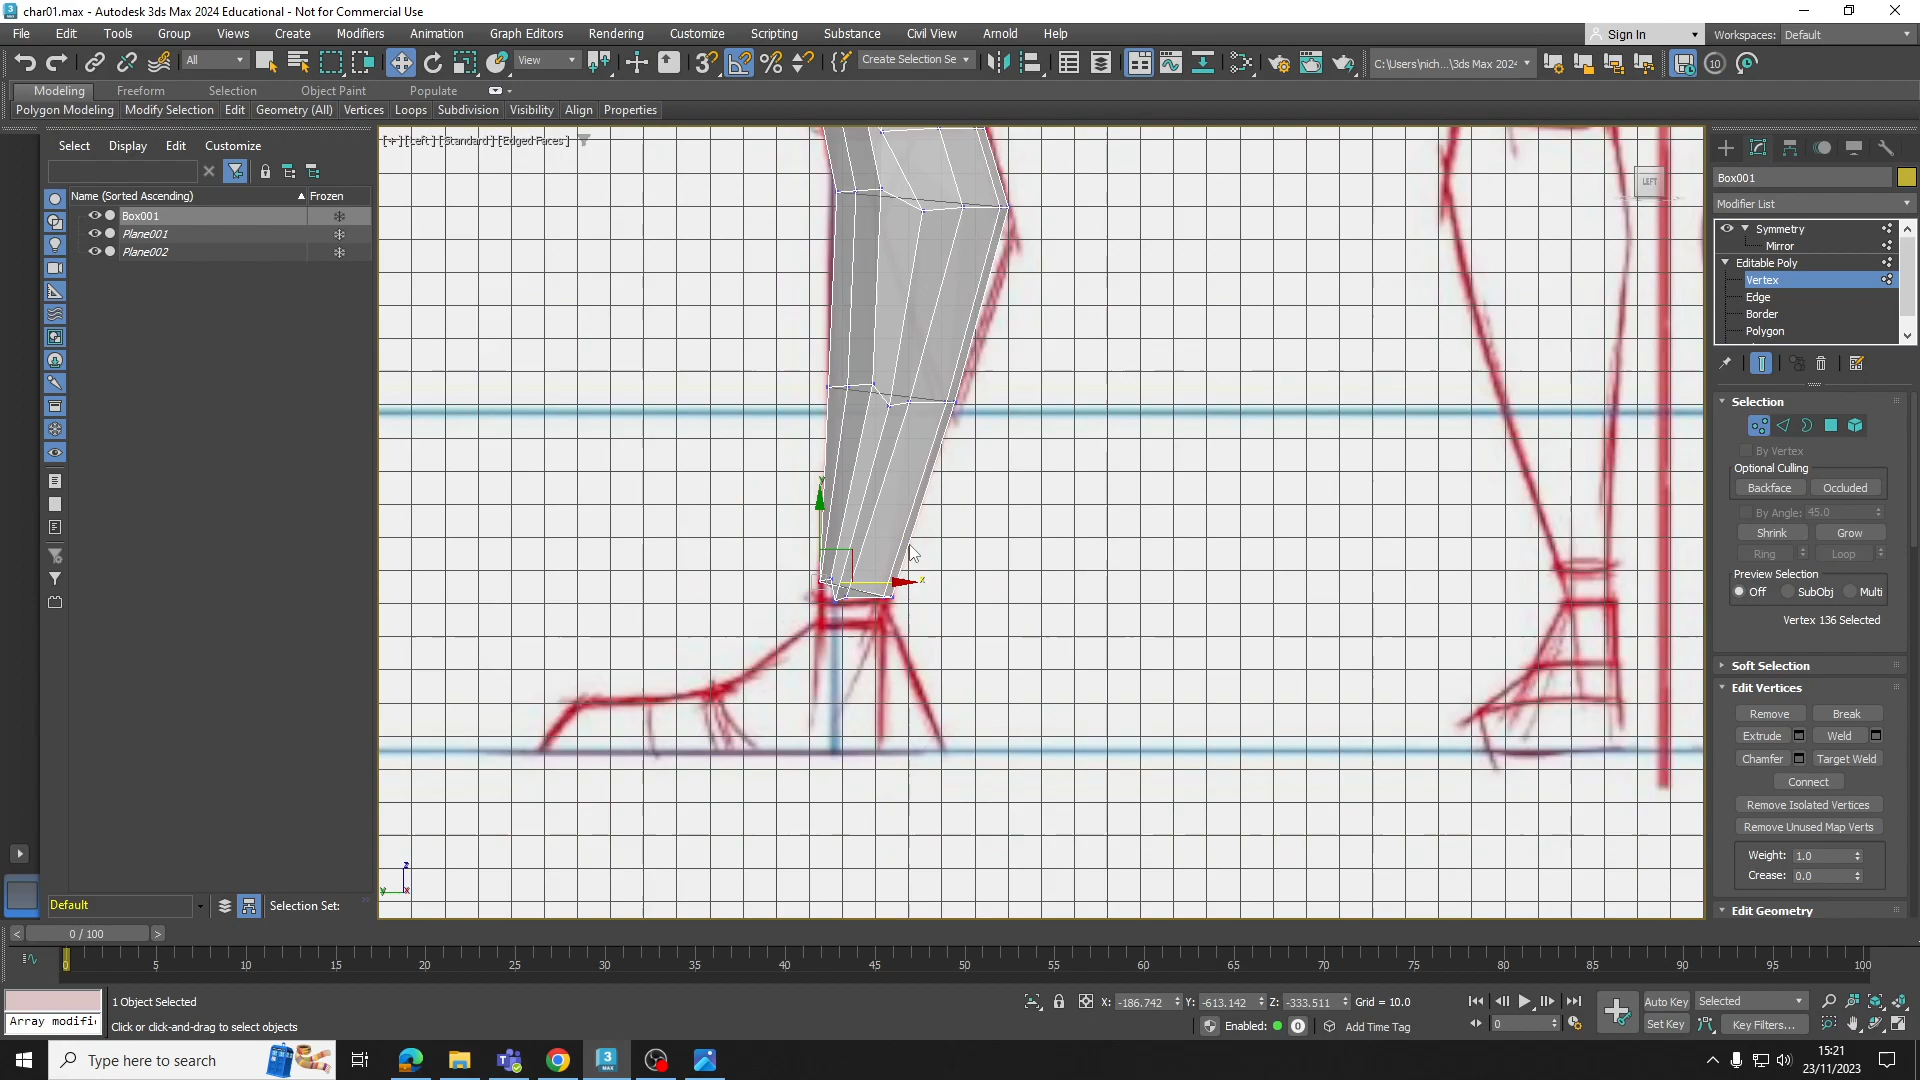 char01.max - Autodesk 3ds Max 2024 Educational - Not for Commercial Use
File Edit Tools Group Views Create Modifiers Animation Graph Editors Rendering Customize Scripting Substance Civil View Arnold Help
Sign In
Workspaces: Default
All
View
Create Selection Se
C:\Users\nich...\3ds Max 2024
10
Modeling Freeform Selection Object Paint Populate
Polygon Modeling Modify Selection Edit Geometry (All) Vertices Loops Subdivision Visibility Align Properties
Select Display Edit Customize
Name (Sorted Ascending) Frozen
Box001
Plane001
Plane002
[+] [Left] [Standard] [Edged Faces]
LEFT
y
x
z
y x
Box001
Modifier List
Symmetry
Mirror
Editable Poly
Vertex
Edge
Border
Polygon
Selection
By Vertex
Optional Culling
Backface Occluded
By Angle: 45.0
Shrink Grow
Ring Loop
Preview Selection
Off SubObj Multi
Vertex 136 Selected
Soft Selection
Edit Vertices
Remove Break
Extrude Weld
Chamfer Target Weld
Connect
Remove Isolated Vertices
Remove Unused Map Verts
Weight: 1.0
Crease: 0.0
Edit Geometry
Default
Selection Set:
< 0 / 100 >
0 5 10 15 20 25 30 35 40 45 50 55 60 65 70 75 80 85 90 95 100
1 Object Selected
X: -186.742 Y: -613.142 Z: -333.511 Grid = 10.0
Auto Key Selected
Array modifi
Click or click-and-drag to select objects
Enabled: 0 Add Time Tag
0
Set Key Key Filters...
Type here to search
3
MAX
15:21
23/11/2023